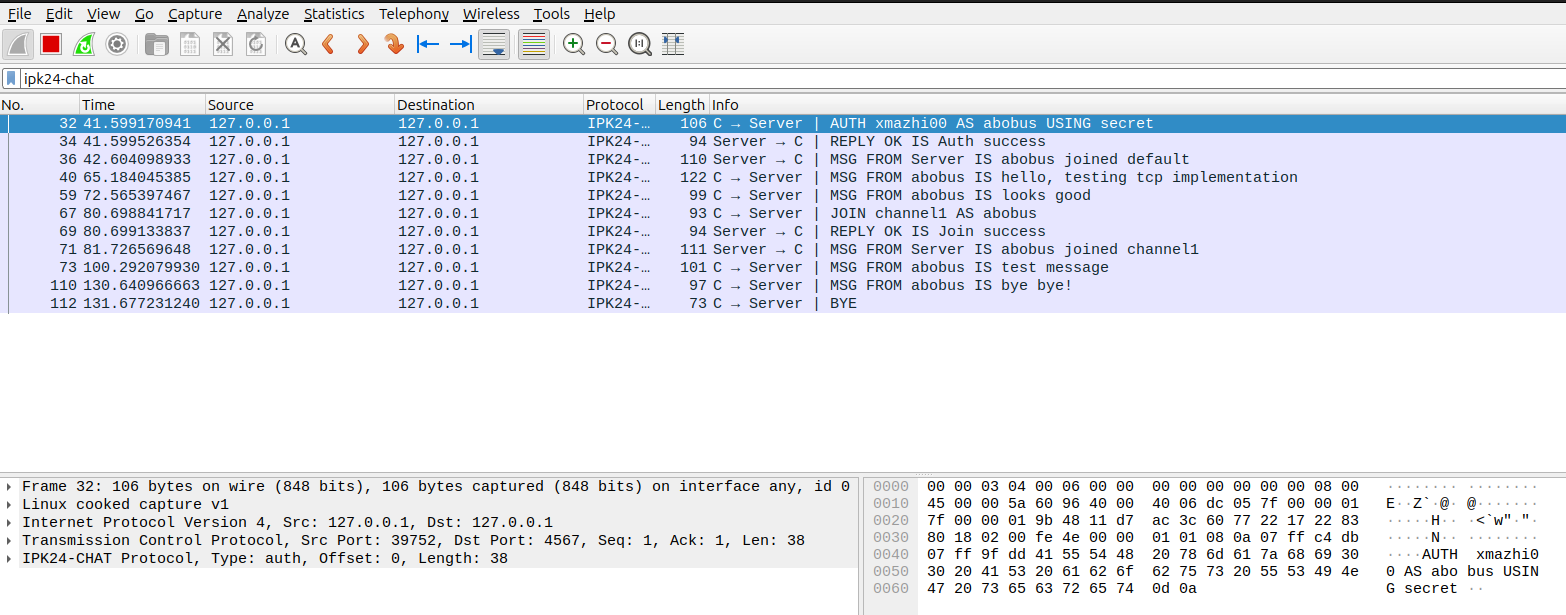 File Edit View Go Capture Analyze Statistics Telephony Wireless Tools Help
ipk24-chat
No. Time Source Destination Protocol Length Info
32 41.599170941 127.0.0.1 127.0.0.1 IPK24-… 106 C → Server | AUTH xmazhi00 AS abobus USING secret
34 41.599526354 127.0.0.1 127.0.0.1 IPK24-… 94 Server → C | REPLY OK IS Auth success
36 42.604098933 127.0.0.1 127.0.0.1 IPK24-… 110 Server → C | MSG FROM Server IS abobus joined default
40 65.184045385 127.0.0.1 127.0.0.1 IPK24-… 122 C → Server | MSG FROM abobus IS hello, testing tcp implementation
59 72.565397467 127.0.0.1 127.0.0.1 IPK24-… 99 C → Server | MSG FROM abobus IS looks good
67 80.698841717 127.0.0.1 127.0.0.1 IPK24-… 93 C → Server | JOIN channel1 AS abobus
69 80.699133837 127.0.0.1 127.0.0.1 IPK24-… 94 Server → C | REPLY OK IS Join success
71 81.726569648 127.0.0.1 127.0.0.1 IPK24-… 111 Server → C | MSG FROM Server IS abobus joined channel1
73 100.292079930 127.0.0.1 127.0.0.1 IPK24-… 101 C → Server | MSG FROM abobus IS test message
110 130.640966663 127.0.0.1 127.0.0.1 IPK24-… 97 C → Server | MSG FROM abobus IS bye bye!
112 131.677231240 127.0.0.1 127.0.0.1 IPK24-… 73 C → Server | BYE
Frame 32: 106 bytes on wire (848 bits), 106 bytes captured (848 bits) on interface any, id 0
Linux cooked capture v1
Internet Protocol Version 4, Src: 127.0.0.1, Dst: 127.0.0.1
Transmission Control Protocol, Src Port: 39752, Dst Port: 4567, Seq: 1, Ack: 1, Len: 38
IPK24-CHAT Protocol, Type: auth, Offset: 0, Length: 38
0000 00 00 03 04 00 06 00 00 00 00 00 00 00 00 08 00 ········ ········
0010 45 00 00 5a 60 96 40 00 40 06 dc 05 7f 00 00 01 E··Z`·@· @·······
0020 7f 00 00 01 9b 48 11 d7 ac 3c 60 77 22 17 22 83 ·····H·· ·<`w"·"·
0030 80 18 02 00 fe 4e 00 00 01 01 08 0a 07 ff c4 db ·····N·· ········
0040 07 ff 9f dd 41 55 54 48 20 78 6d 61 7a 68 69 30 ····AUTH xmazhi0
0050 30 20 41 53 20 61 62 6f 62 75 73 20 55 53 49 4e 0 AS abo bus USIN
0060 47 20 73 65 63 72 65 74 0d 0a G secret ··